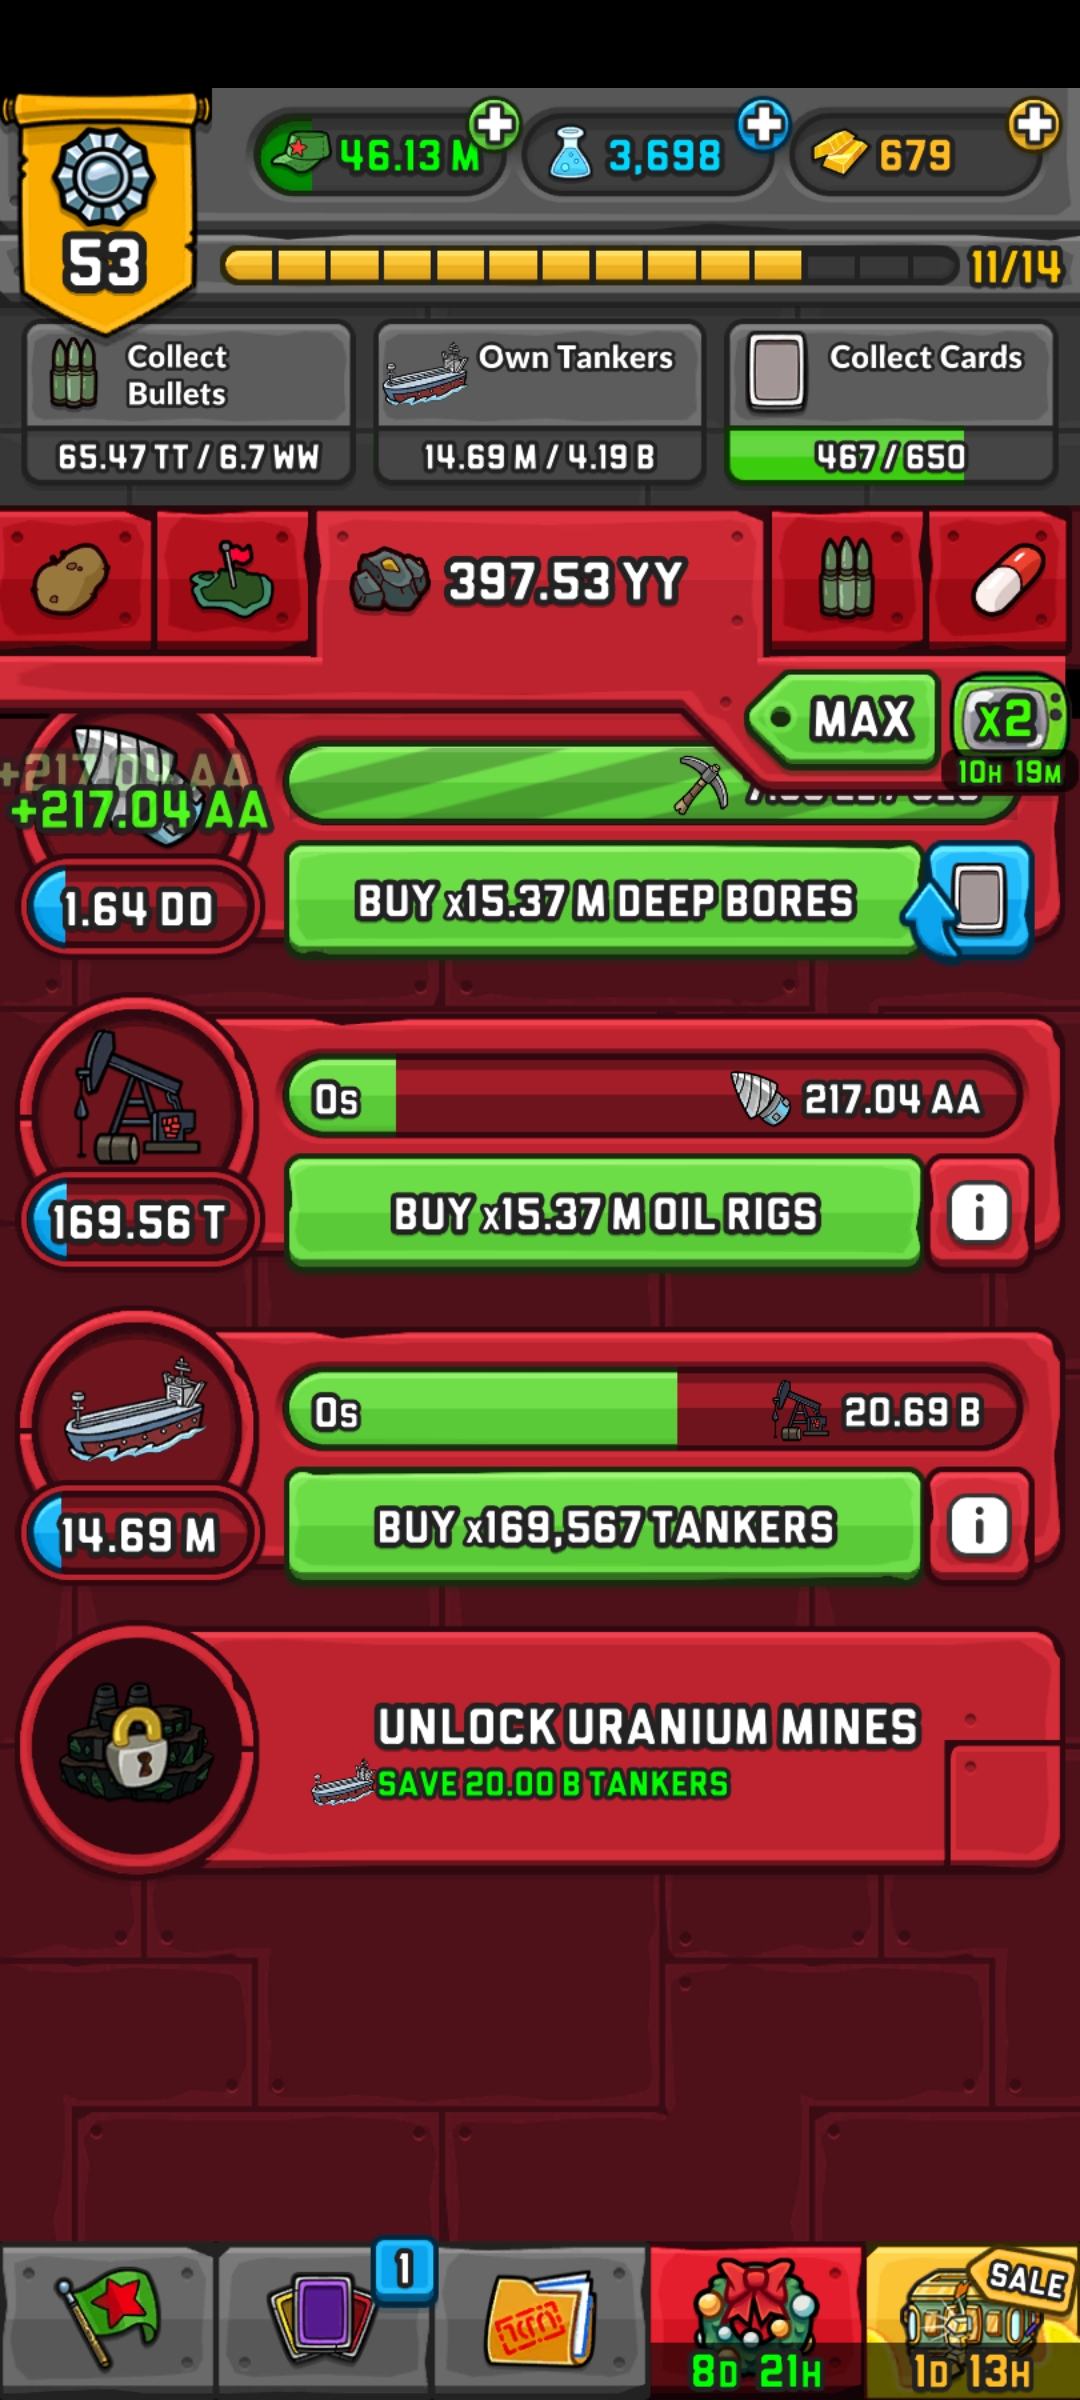 46.13 M
3,698
679
53
11/14
Collect
Bullets
Own Tankers
Collect Cards
65.47 TT / 6.7 WW
14.69 M / 4.19 B
467 / 650
397.53 YY
MAX
x2
10H 19M
+217.04 AA
+217.04 AA
1.64 DD
BUY x15.37 M DEEP BORES
0s
217.04 AA
169.56 T
BUY x15.37 M OIL RIGS
i
0s
20.69 B
14.69 M
BUY x169,567 TANKERS
i
UNLOCK URANIUM MINES
SAVE 20.00 B TANKERS
1
SALE
8D 21H
1D 13H